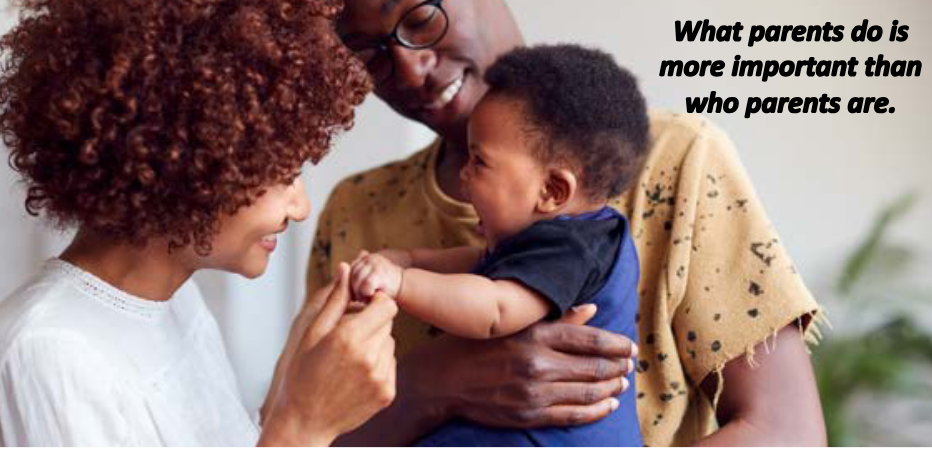 What parents do is
more important than
who parents are.